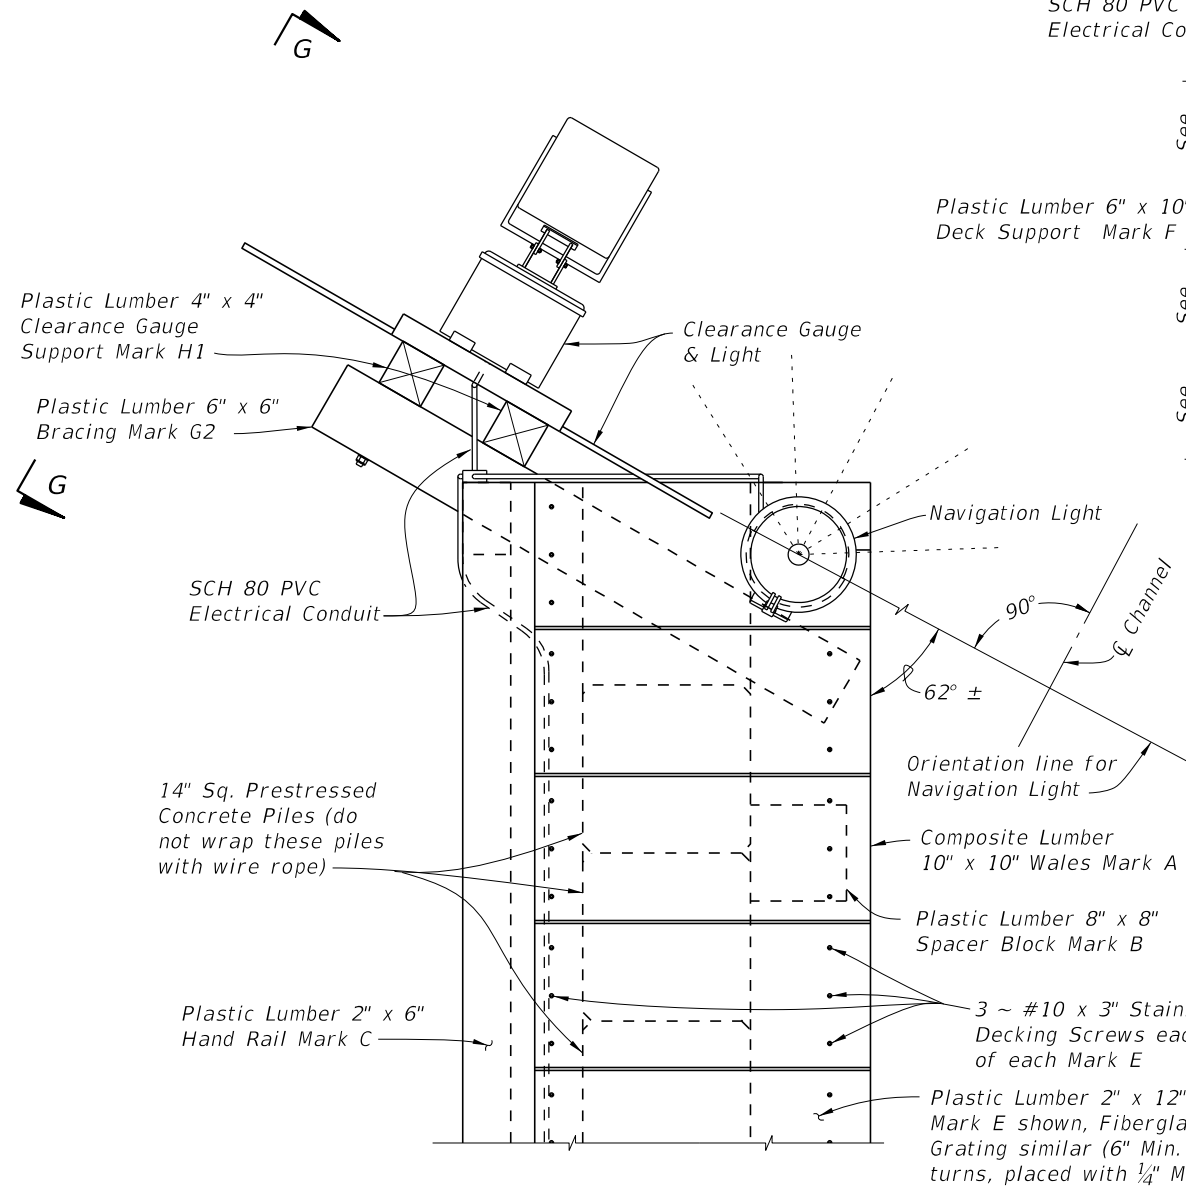 SCH 80 PVC
Electrical Co
G
See
Plastic Lumber 6" x 10"
Deck Support Mark F
Plastic Lumber 4" x 4"
Clearance Gauge
Support Mark H1
See
Clearance Gauge
& Light
Plastic Lumber 6" x 6"
Bracing Mark G2
See
G
Navigation Light
SCH 80 PVC
Electrical Conduit
90°
℄ Channel
62° ±
Orientation line for
Navigation Light
14" Sq. Prestressed
Concrete Piles (do
not wrap these piles
with wire rope)
Composite Lumber
10" x 10" Wales Mark A
Plastic Lumber 8" x 8"
Spacer Block Mark B
Plastic Lumber 2" x 6"
Hand Rail Mark C
3 ~ #10 x 3" Stain
Decking Screws eac
of each Mark E
Plastic Lumber 2" x 12"
Mark E shown, Fibergla
Grating similar (6" Min.
turns, placed with ¼" M